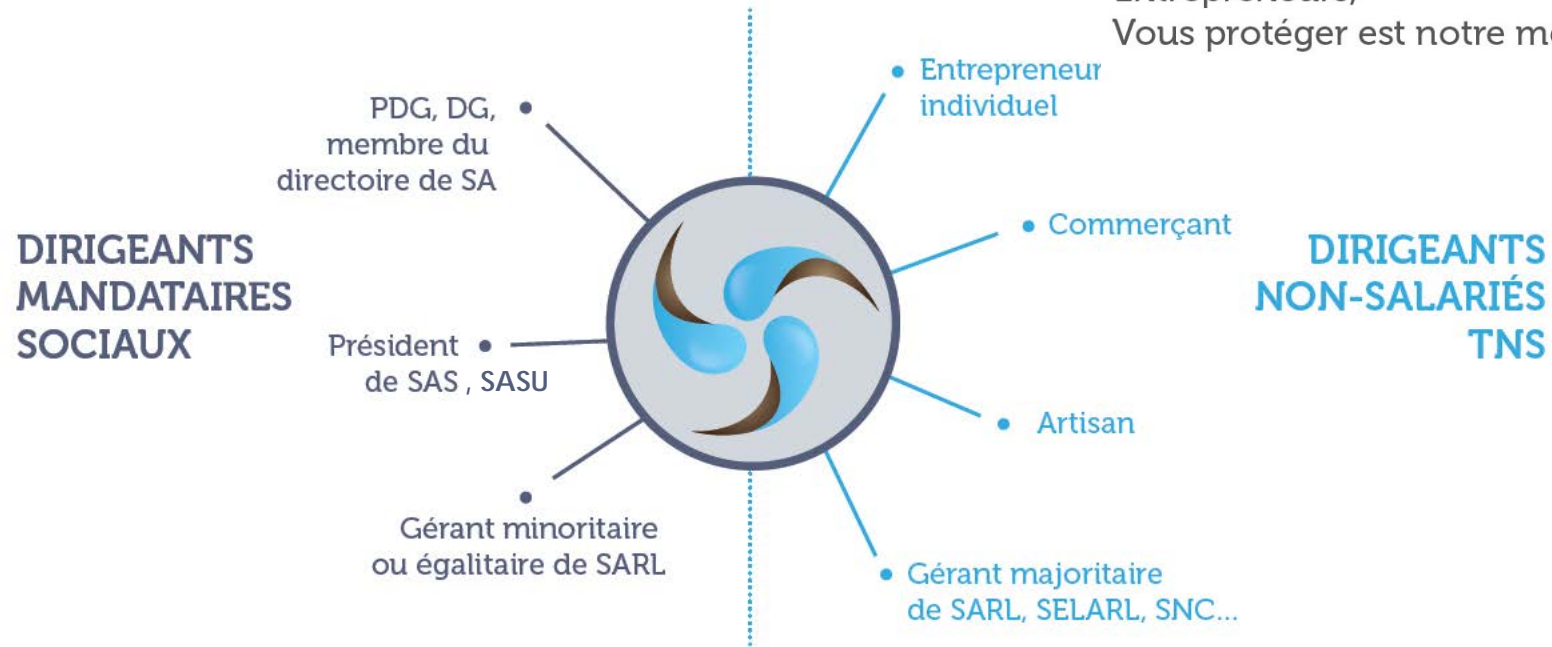 Vous protéger est notre
PDG, DG,
membre du
directoire de SA
DIRIGEANTS
MANDATAIRES
SOCIAUX
Président
de SAS , SASU
Gérant minoritaire
ou égalitaire de SARL
Entrepreneur
individuel
Commerçant
DIRIGEANTS
NON-SALARIÉS
TNS
Artisan
Gérant majoritaire
de SARL, SELARL, SNC...